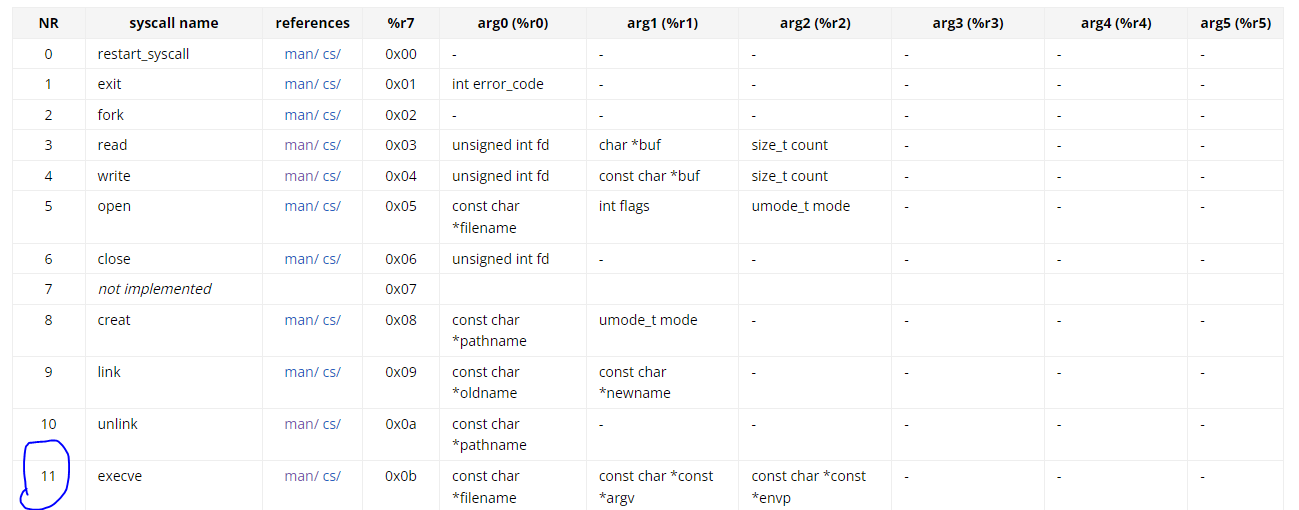 NR syscall name references %r7 arg0 (%r0) arg1 (%r1) arg2 (%r2) arg3 (%r3) arg4 (%r4) arg5 (%r5)
0 restart_syscall man/ cs/ 0x00 - - - - - -
1 exit man/ cs/ 0x01 int error_code - - - - -
2 fork man/ cs/ 0x02 - - - - - -
3 read man/ cs/ 0x03 unsigned int fd char *buf size_t count - - -
4 write man/ cs/ 0x04 unsigned int fd const char *buf size_t count - - -
5 open man/ cs/ 0x05 const char int flags umode_t mode - - -
*filename
6 close man/ cs/ 0x06 unsigned int fd - - - - -
7 not implemented 0x07
8 creat man/ cs/ 0x08 const char umode_t mode - - - -
*pathname
9 link man/ cs/ 0x09 const char const char - - - -
*oldname *newname
10 unlink man/ cs/ 0x0a const char - - - - -
*pathname
11 execve man/ cs/ 0x0b const char const char *const const char *const - - -
*filename *argv *envp